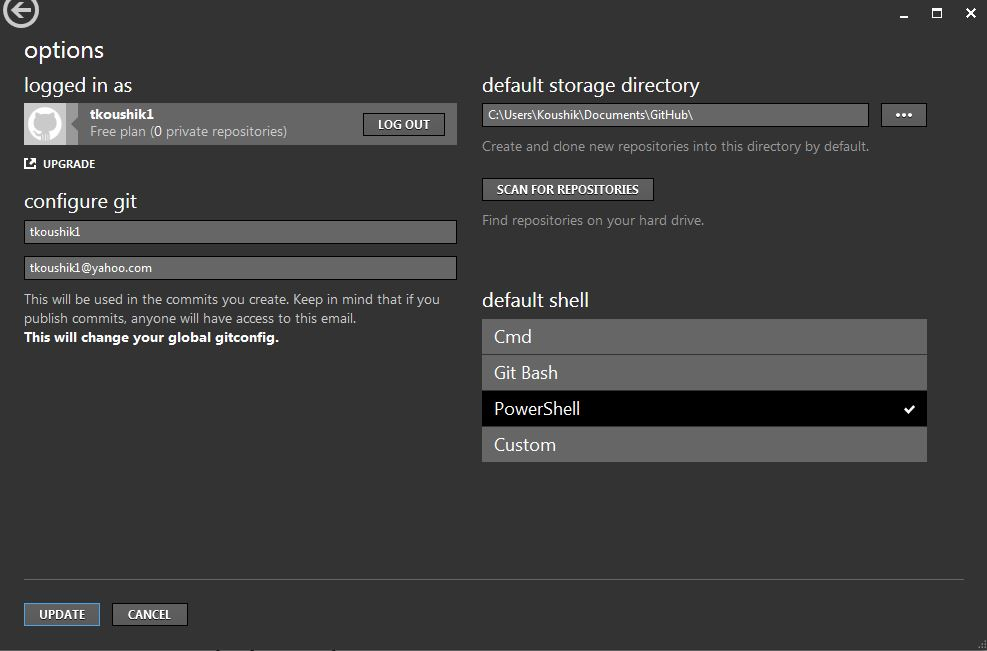 options
logged in as
tkoushik1
Free plan (0 private repositories)
LOG OUT
UPGRADE
configure git
tkoushik1
tkoushik1@yahoo.com
This will be used in the commits you create. Keep in mind that if you
publish commits, anyone will have access to this email.
This will change your global gitconfig.
default storage directory
C:\Users\Koushik\Documents\GitHub\
...
Create and clone new repositories into this directory by default.
SCAN FOR REPOSITORIES
Find repositories on your hard drive.
default shell
Cmd
Git Bash
PowerShell
Custom
UPDATE
CANCEL